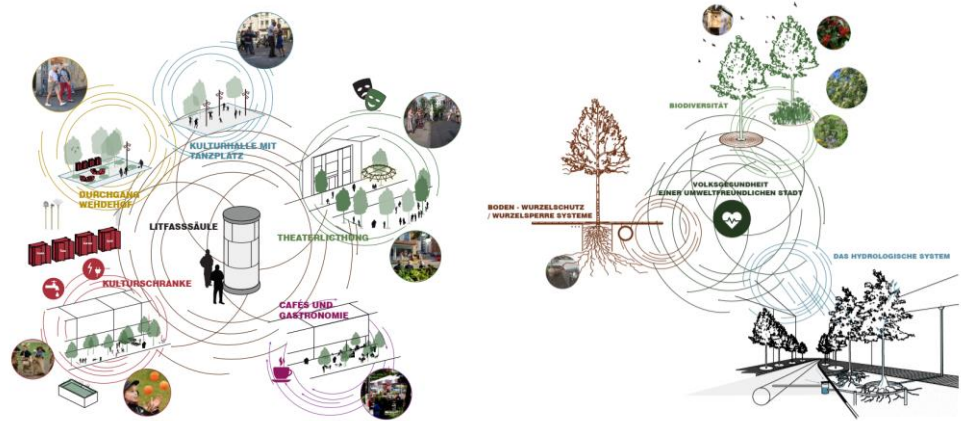 KULTURHALLE MIT
TANZPLATZ
DURCHGANG
WEHDEHOF
LITFASSSÄULE
THEATERLICTHUNG
KULTURSCHRÄNKE
CAFÉS UND
GASTRONOMIE
BIODIVERSITÄT
VOLKSGESUNDHEIT
EINER UMWELTFREUNDLICHEN STADT
BODEN - WURZELSCHUTZ
/ WURZELSPERRE SYSTEME
DAS HYDROLOGISCHE SYSTEM